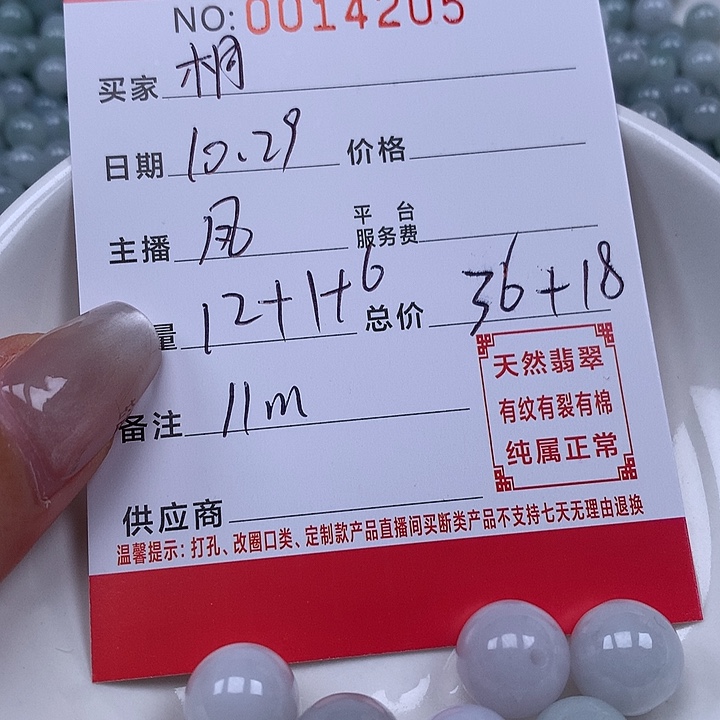 NO: 0014205
买家 桐
日期 10.29 价格
主播 风 平台服务费
量 12+1+6 总价 36+18
备注 11m
天然翡翠
有纹有裂有棉
纯属正常
供应商
温馨提示：打孔、改圈口类、定制款产品直播间买断类产品不支持七天无理由退换